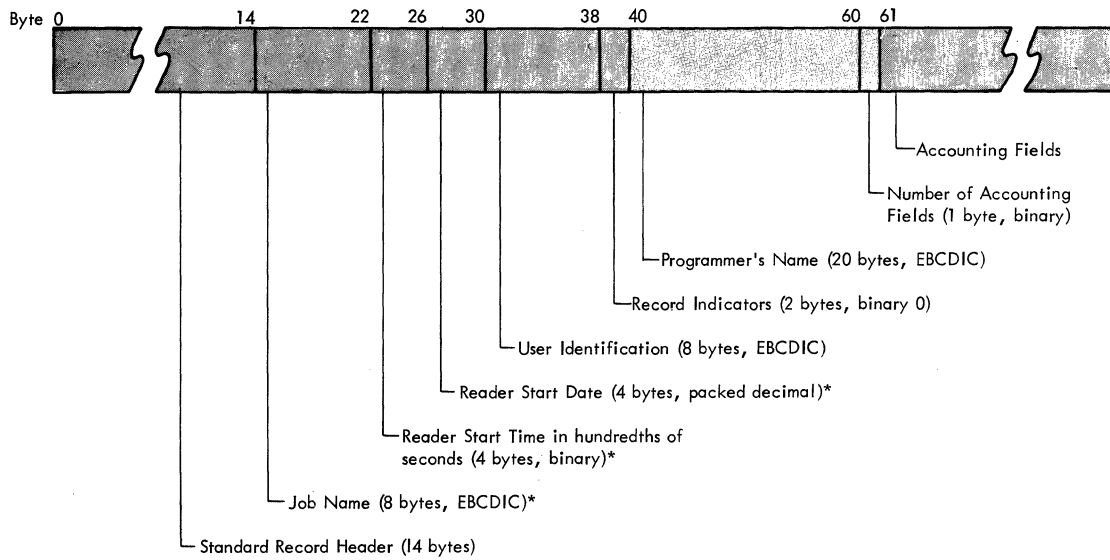 Byte 0 14 22 26 30 38 40 60 61
Accounting Fields
Number of Accounting
Fields (1 byte, binary)
Programmer's Name (20 bytes, EBCDIC)
Record Indicators (2 bytes, binary 0)
User Identification (8 bytes, EBCDIC)
Reader Start Date (4 bytes, packed decimal)*
Reader Start Time in hundredths of
seconds (4 bytes, binary)*
Job Name (8 bytes, EBCDIC)*
Standard Record Header (14 bytes)